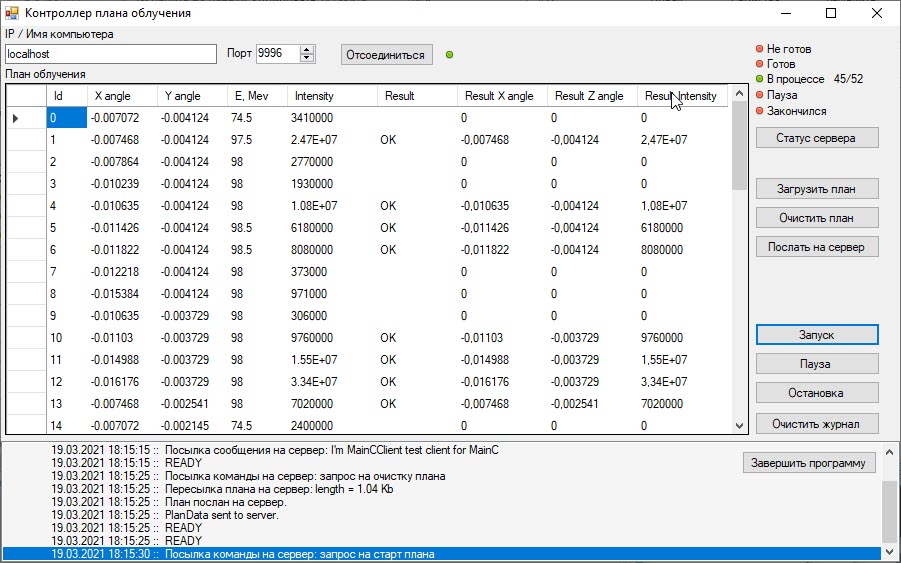 Контроллер плана облучения
IP / Имя компьютера
localhost Порт 9996 Отсоединиться
План облучения
Не готов
Готов
В процессе 45/52
Пауза
Закончился
Id X angle Y angle E, Mev Intensity Result Result X angle Result Z angle Result Intensity
0 -0.007072 -0.004124 74.5 3410000 0 0 0
1 -0.007468 -0.004124 97.5 2.47E+07 OK -0,007468 -0,004124 2,47E+07
2 -0.007864 -0.004124 98 2770000 0 0 0
3 -0.010239 -0.004124 98 1930000 0 0 0
4 -0.010635 -0.004124 98 1.08E+07 OK -0,010635 -0,004124 1,08E+07
5 -0.011426 -0.004124 98.5 6180000 OK -0,011426 -0,004124 6180000
6 -0.011822 -0.004124 98.5 8080000 OK -0,011822 -0,004124 8080000
7 -0.012218 -0.004124 98 373000 0 0 0
8 -0.015384 -0.004124 98 971000 0 0 0
9 -0.010635 -0.003729 98 306000 0 0 0
10 -0.01103 -0.003729 98 9760000 OK -0,01103 -0,003729 9760000
11 -0.014988 -0.003729 98 1.55E+07 OK -0,014988 -0,003729 1,55E+07
12 -0.016176 -0.003729 98 3.34E+07 OK -0,016176 -0,003729 3,34E+07
13 -0.007468 -0.002541 98 7020000 OK -0,007468 -0,002541 7020000
14 -0.007072 -0.002145 74.5 2400000 0 0 0
Статус сервера
Загрузить план
Очистить план
Послать на сервер
Запуск
Пауза
Остановка
Очистить журнал
19.03.2021 18:15:15 :: Посылка сообщения на сервер: I'm MainCClient test client for MainC
19.03.2021 18:15:15 :: READY
19.03.2021 18:15:25 :: Посылка команды на сервер: запрос на очистку плана
19.03.2021 18:15:25 :: Пересылка плана на сервер: length = 1.04 Kb
19.03.2021 18:15:25 :: План послан на сервер.
19.03.2021 18:15:25 :: PlanData sent to server.
19.03.2021 18:15:25 :: READY
19.03.2021 18:15:25 :: READY
19.03.2021 18:15:30 :: Посылка команды на сервер: запрос на старт плана
Завершить программу